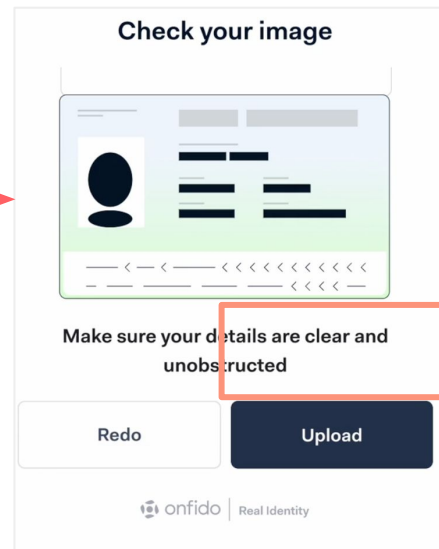 Check your image
Make sure your details are clear and
unobstructed
Redo
Upload
onfido | Real Identity